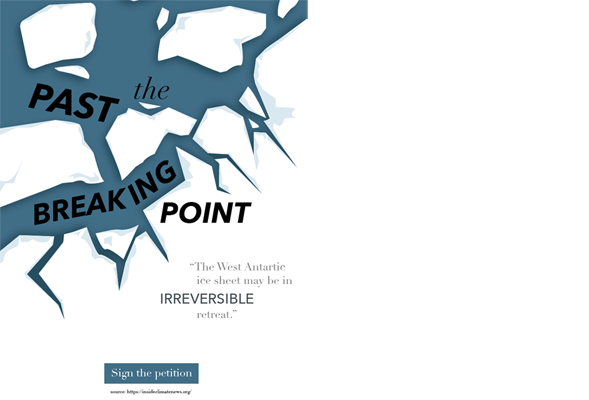 PAST the
BREAKING
POINT
“The West Antartic
ice sheet may be in
IRREVERSIBLE
retreat.”
Sign the petition
source: https://insideclimatenews.org/